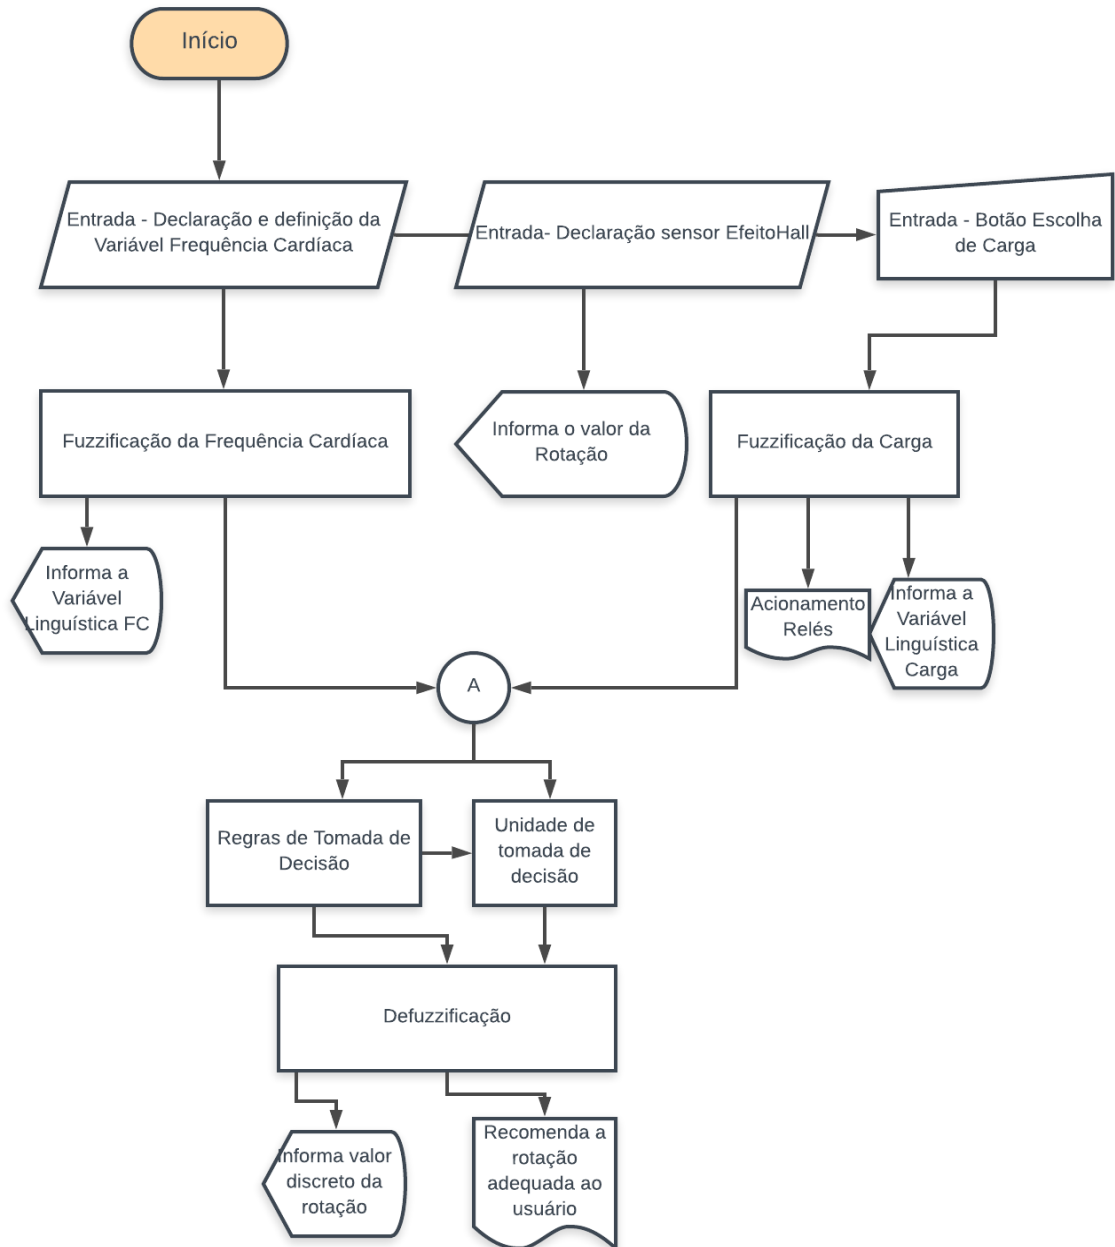 Início
Entrada - Declaração e definição da
Variável Frequência Cardíaca
Entrada- Declaração sensor EfeitoHall
Entrada - Botão Escolha
de Carga
Fuzzificação da Frequência Cardíaca
Informa o valor da
Rotação
Fuzzificação da Carga
Informa a
Variável
Linguística FC
Acionamento
Relés
Informa a
Variável
Linguística
Carga
A
Regras de Tomada de
Decisão
Unidade de
tomada de
decisão
Defuzzificação
Informa valor
discreto da
rotação
Recomenda a
rotação
adequada ao
usuário